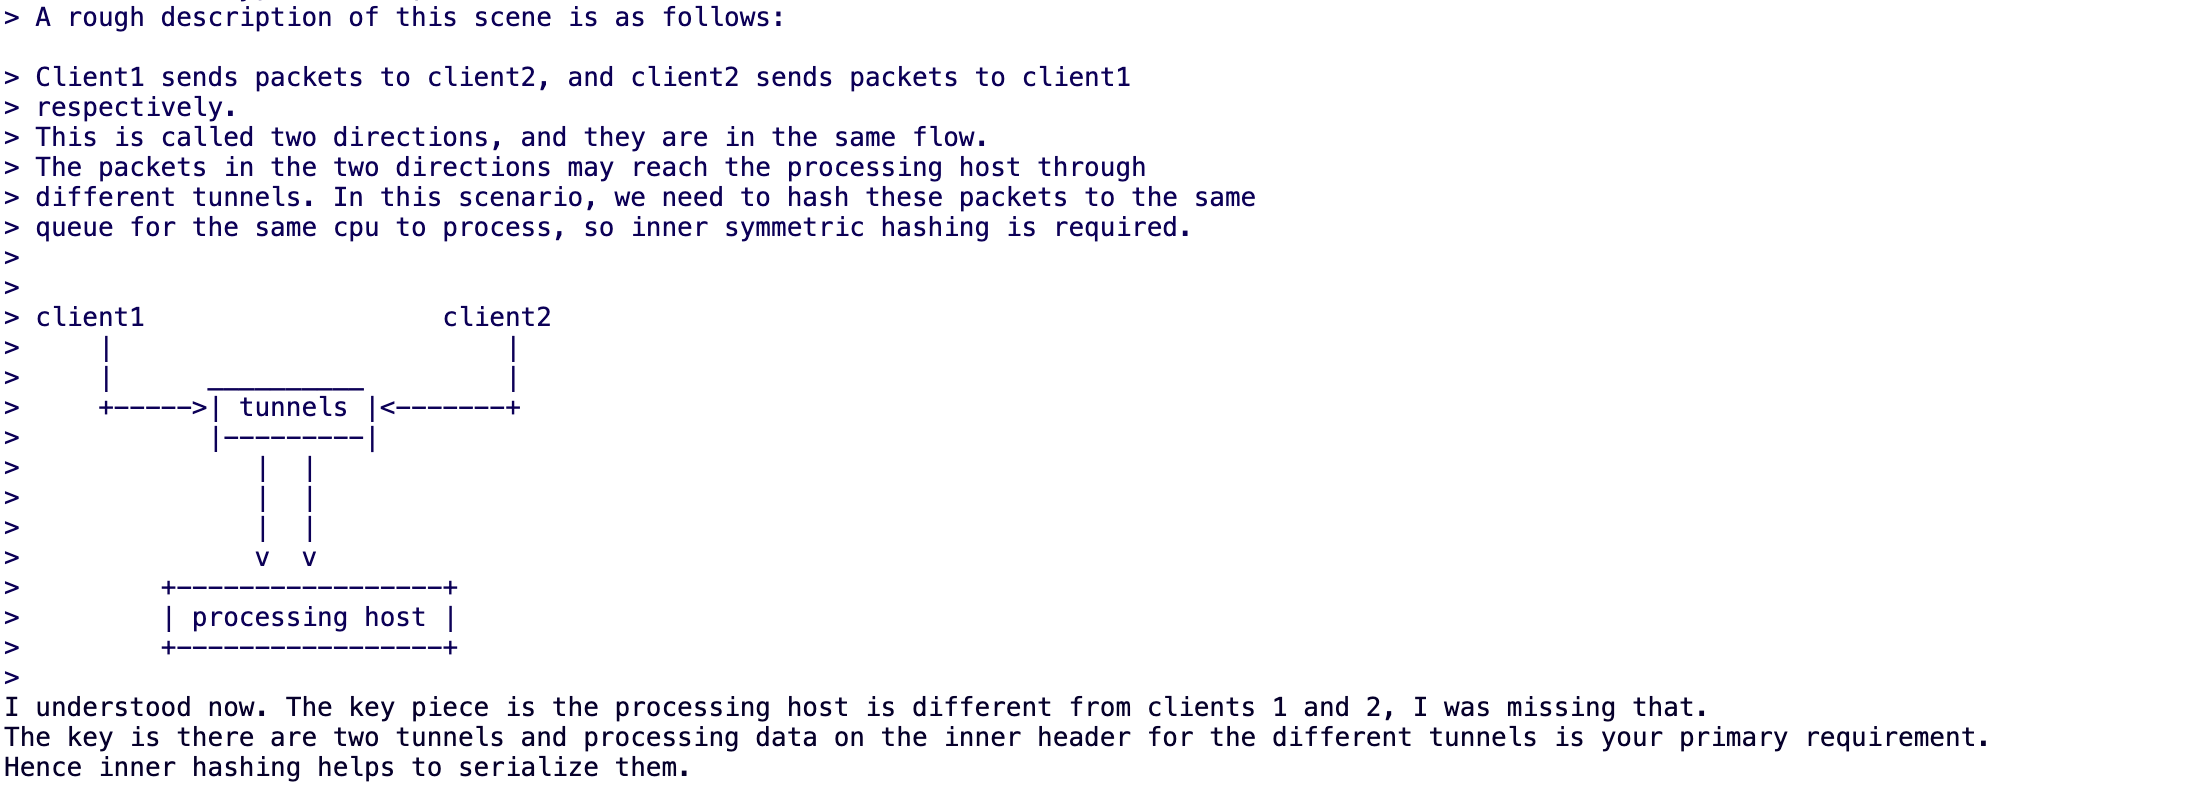 > A rough description of this scene is as follows:

> Client1 sends packets to client2, and client2 sends packets to client1
> respectively.
> This is called two directions, and they are in the same flow.
> The packets in the two directions may reach the processing host through
> different tunnels. In this scenario, we need to hash these packets to the same
> queue for the same cpu to process, so inner symmetric hashing is required.
>
>
> client1                   client2
>     |                         |
>     |      __________         |
>     +----->| tunnels |<-------+
>            |---------|
>               |  |
>               |  |
>               |  |
>               v  v
>         +-----------------+
>         | processing host |
>         +-----------------+
>
I understood now. The key piece is the processing host is different from clients 1 and 2, I was missing that.
The key is there are two tunnels and processing data on the inner header for the different tunnels is your primary requirement.
Hence inner hashing helps to serialize them.